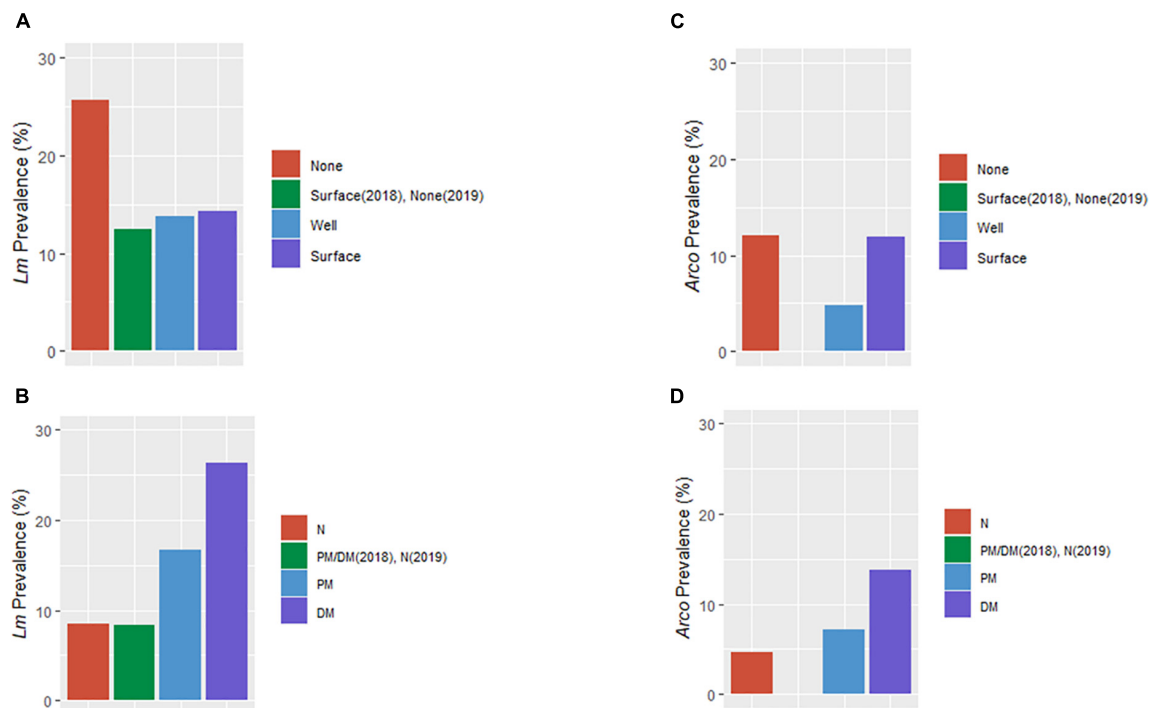 A
Lm Prevalence (%)
30
20
10
0
None
Surface(2018), None(2019)
Well
Surface
C
Arco Prevalence (%)
30
20
10
0
None
Surface(2018), None(2019)
Well
Surface
B
Lm Prevalence (%)
30
20
10
0
N
PM/DM(2018), N(2019)
PM
DM
D
Arco Prevalence (%)
30
20
10
0
N
PM/DM(2018), N(2019)
PM
DM